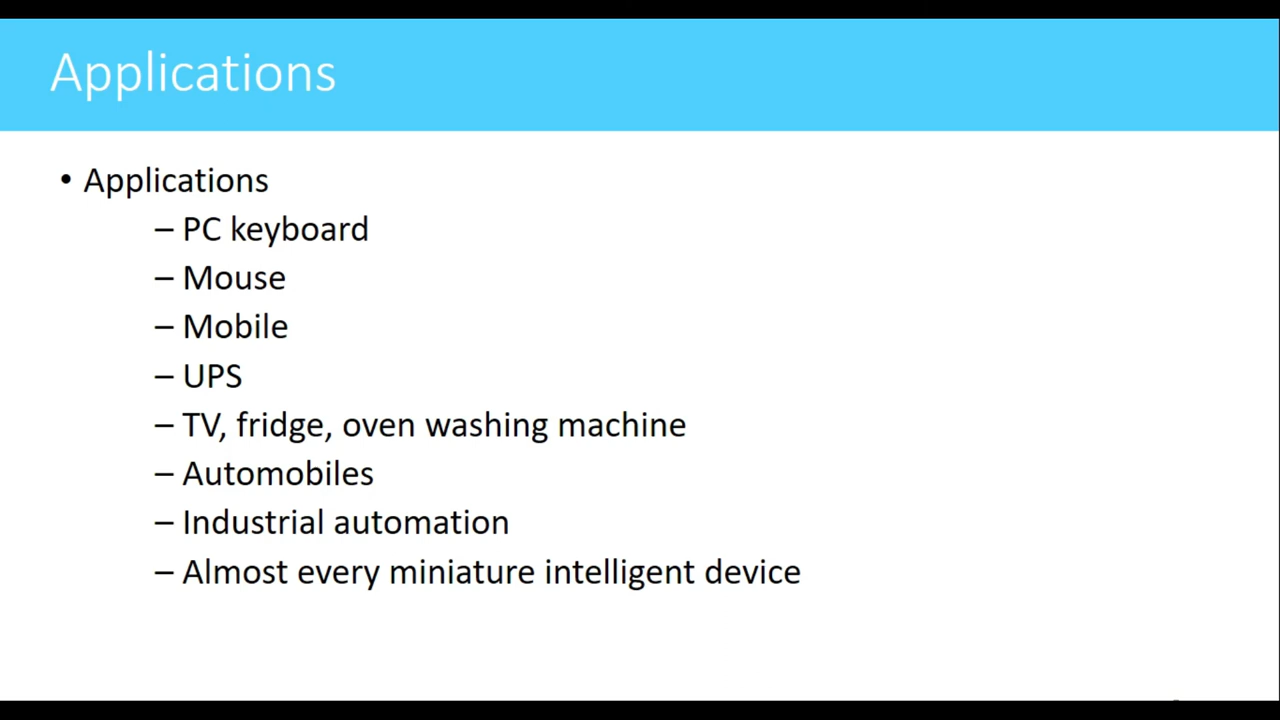 Applications
• Applications
– PC keyboard
– Mouse
– Mobile
– UPS
– TV, fridge, oven washing machine
– Automobiles
– Industrial automation
– Almost every miniature intelligent device